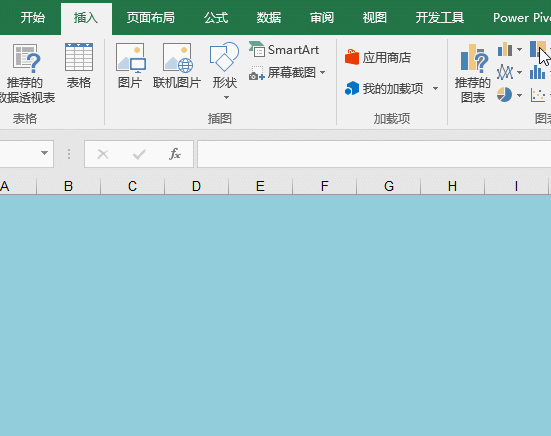 开始 插入 页面布局 公式 数据 审阅 视图 开发工具 Power Piv
推荐的
数据透视表
表格
图片
联机图片
形状
SmartArt
屏幕截图
应用商店
我的加载项
推荐的
图表
表格 插图 加载项 图表
fx
A B C D E F G H I